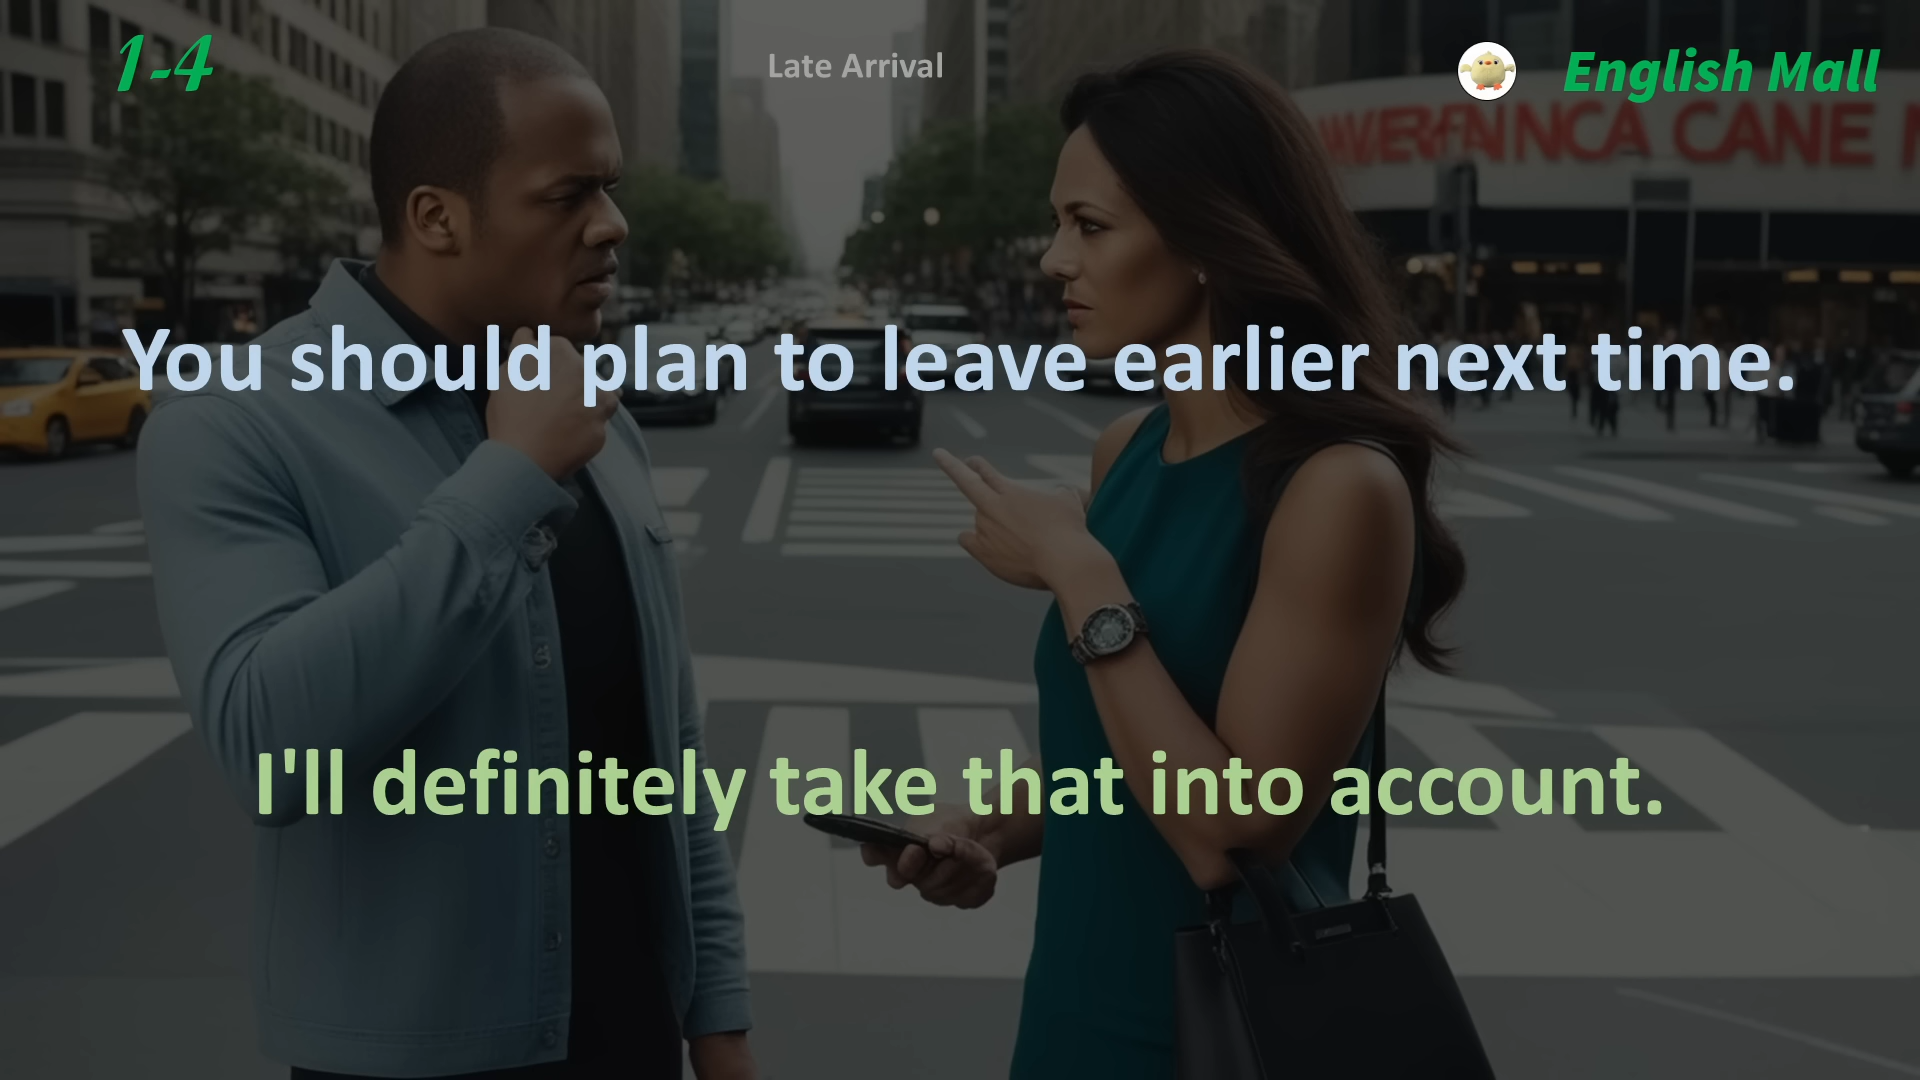 1-4
Late Arrival
English Mall
You should plan to leave earlier next time.
I'll definitely take that into account.